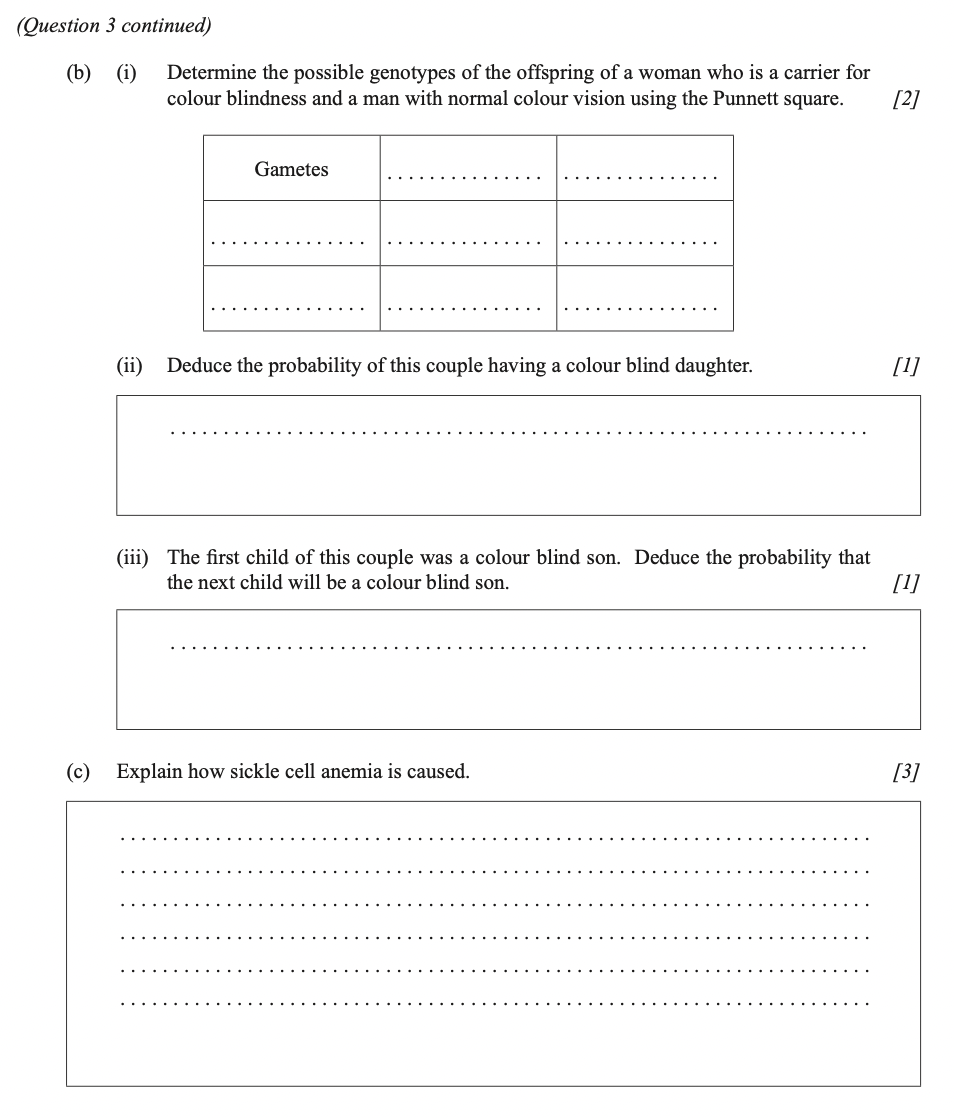 (Question 3 continued)
(b) (i) Determine the possible genotypes of the offspring of a woman who is a carrier for
colour blindness and a man with normal colour vision using the Punnett square. [2]
Gametes
(ii) Deduce the probability of this couple having a colour blind daughter. [1]
(iii) The first child of this couple was a colour blind son. Deduce the probability that
the next child will be a colour blind son. [1]
(c) Explain how sickle cell anemia is caused. [3]